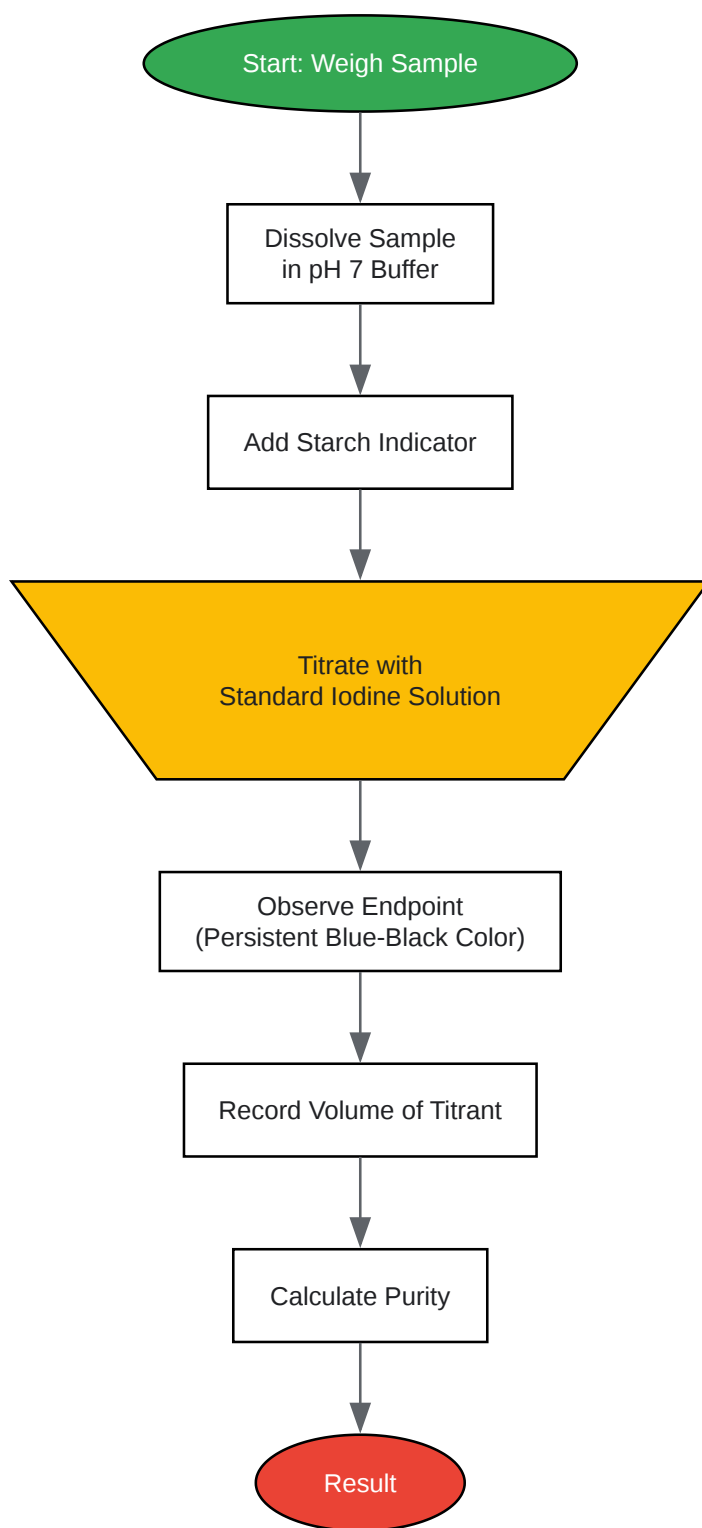 Start: Weigh Sample
Dissolve Sample
in pH 7 Buffer
Add Starch Indicator
Titrate with
Standard Iodine Solution
Observe Endpoint
(Persistent Blue-Black Color)
Record Volume of Titrant
Calculate Purity
Result